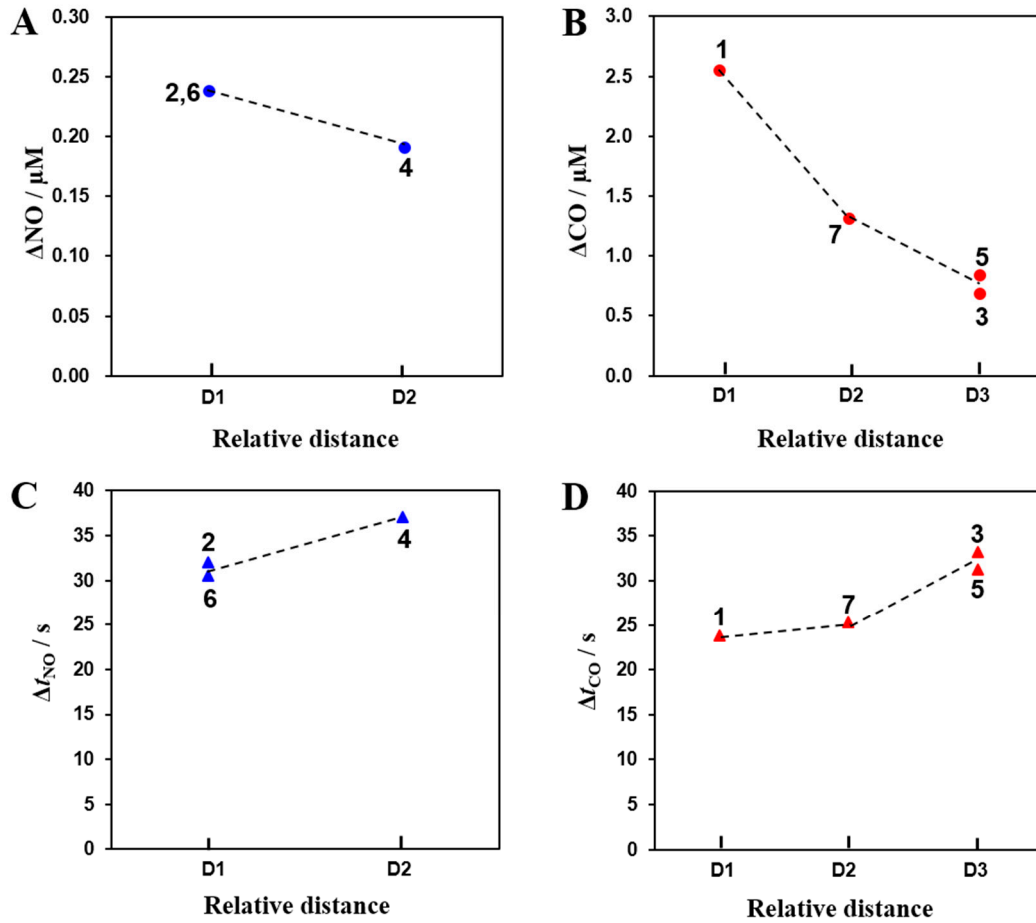 A
ΔNO / μM
0.30
0.25
0.20
0.15
0.10
0.05
0.00
2,6
4
D1
D2
Relative distance
B
ΔCO / μM
3.0
2.5
2.0
1.5
1.0
0.5
0.0
1
7
5
3
D1
D2
D3
Relative distance
C
Δt_NO / s
40
35
30
25
20
15
10
5
0
2
6
4
D1
D2
Relative distance
D
Δt_CO / s
40
35
30
25
20
15
10
5
0
1
7
3
5
D1
D2
D3
Relative distance